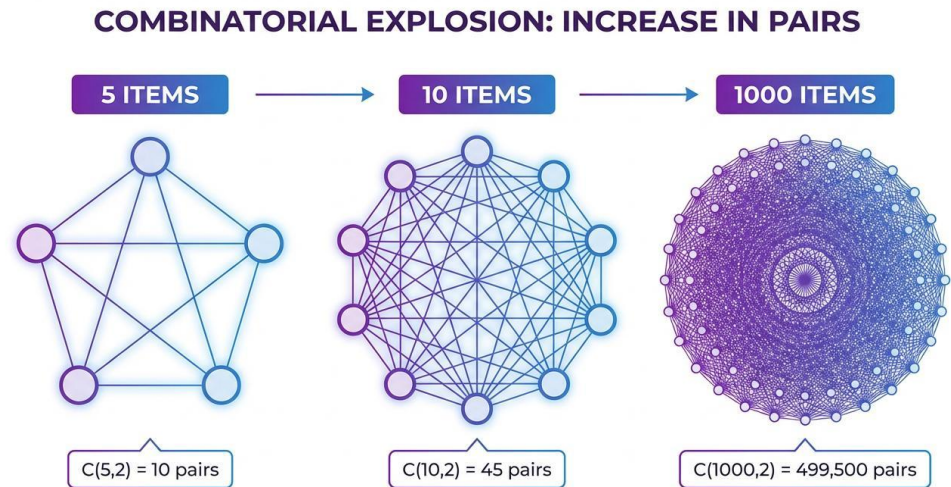 COMBINATORIAL EXPLOSION: INCREASE IN PAIRS
5 ITEMS
10 ITEMS
1000 ITEMS
C(5,2) = 10 pairs
C(10,2) = 45 pairs
C(1000,2) = 499,500 pairs